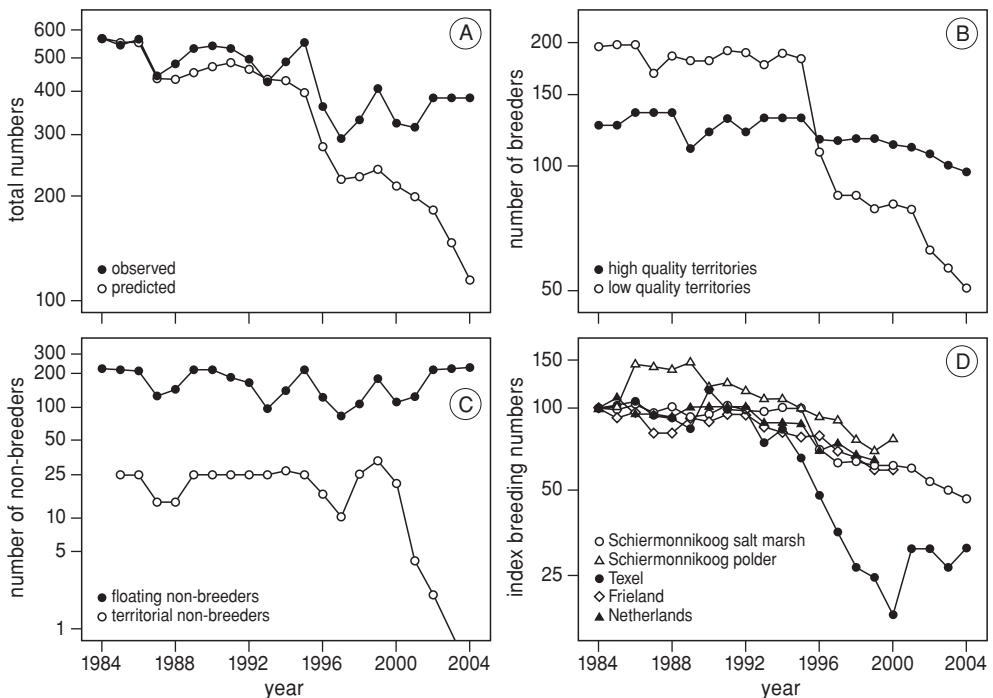 A
total numbers
600
500
400
300
200
100
observed
predicted
B
number of breeders
200
150
100
50
high quality territories
low quality territories
C
number of non-breeders
300
200
100
50
25
10
5
1
floating non-breeders
territorial non-breeders
1984 1988 1992 1996 2000 2004
year
D
index breeding numbers
150
100
50
25
Schiermonnikoog salt marsh
Schiermonnikoog polder
Texel
Frieland
Netherlands
1984 1988 1992 1996 2000 2004
year